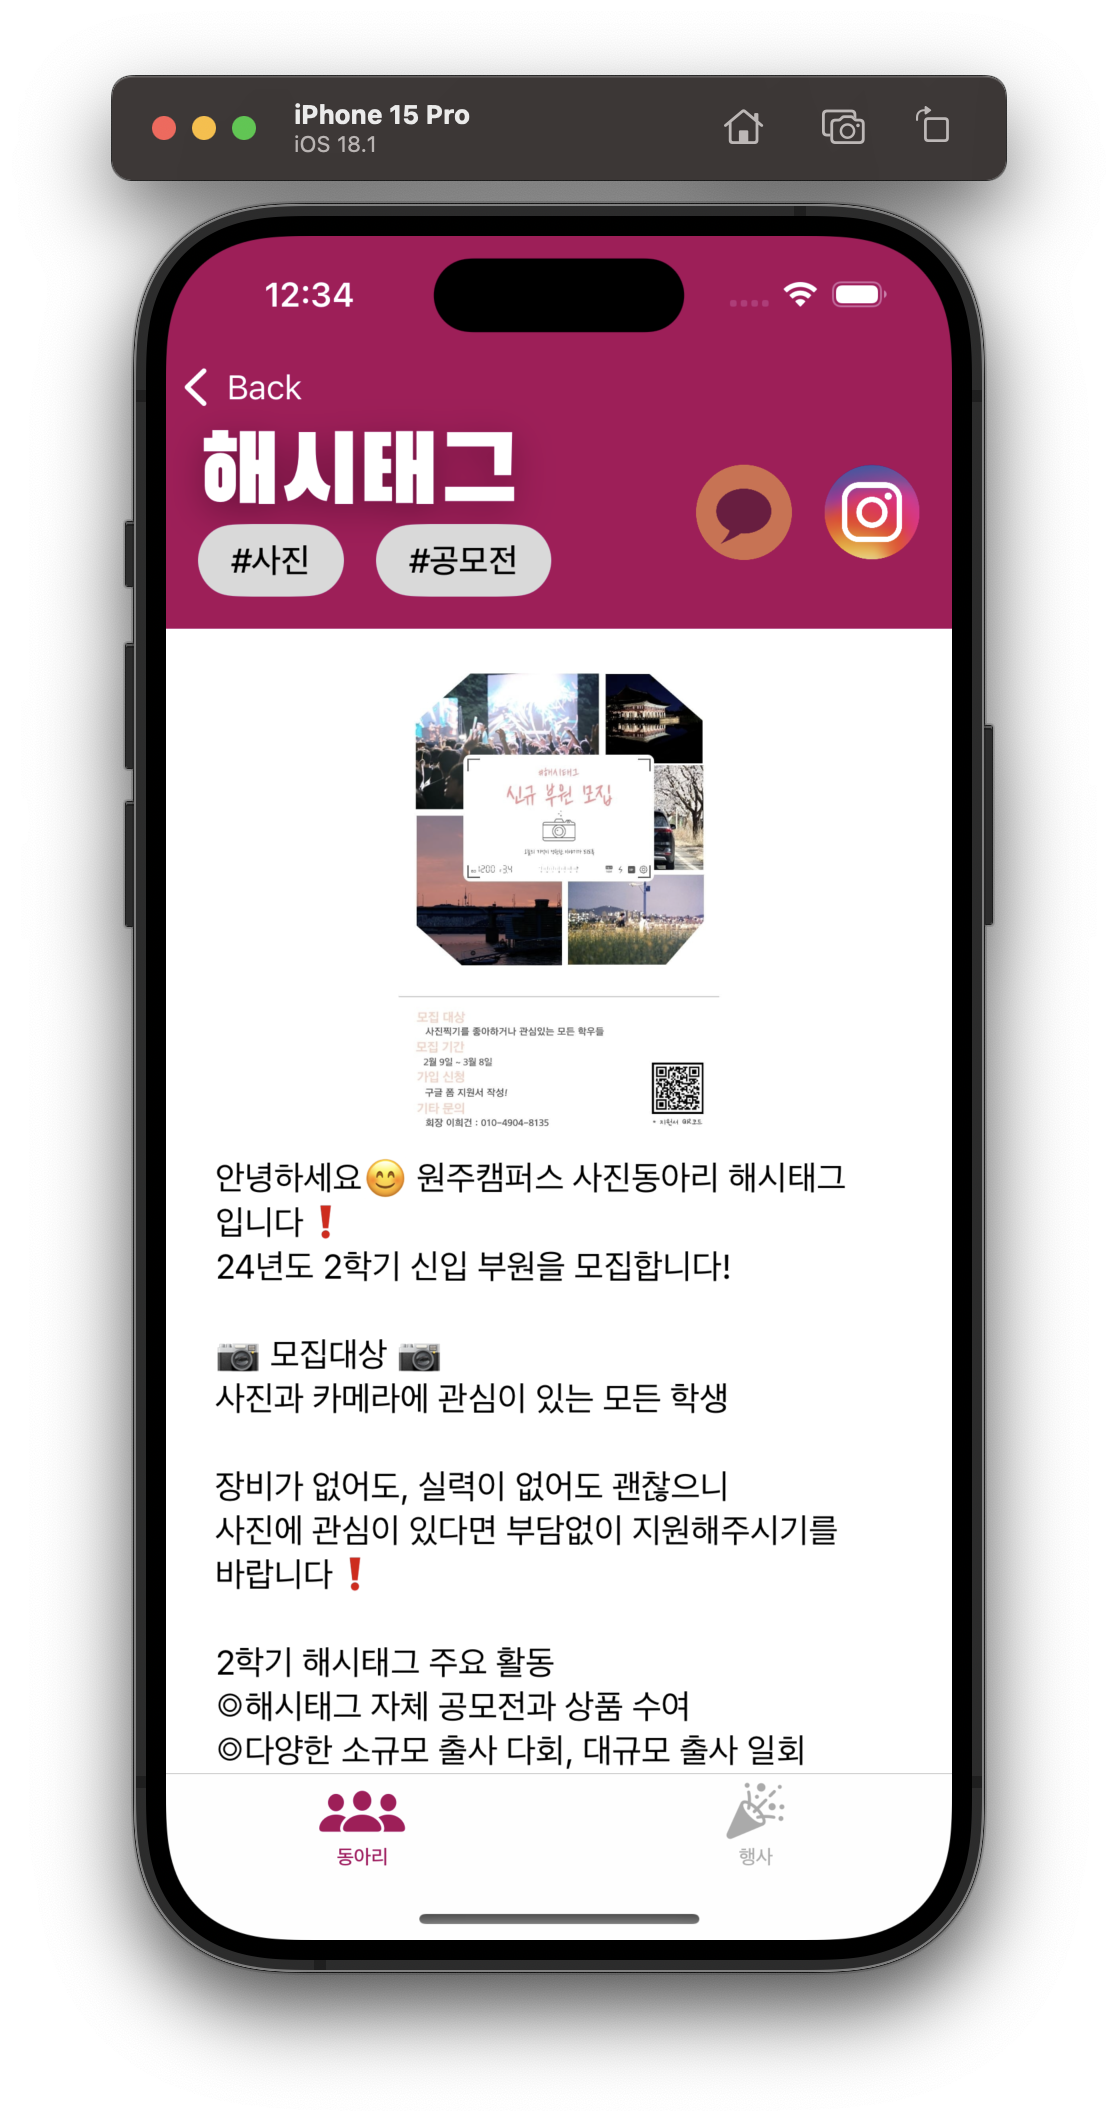 iPhone 15 Pro
iOS 18.1
12:34
Back
해시태그
#사진
#공모전
#해시태그
신규 부원 모집
모집 대상
사진찍기를 좋아하거나 관심있는 모든 학우들
모집 기간
2월 9일 ~ 3월 8일
가입 신청
구글 폼 지원서 작성!
기타 문의
회장 이희건 : 010-4904-8135
* 지원서 QR코드
안녕하세요😊 원주캠퍼스 사진동아리 해시태그
입니다❗
24년도 2학기 신입 부원을 모집합니다!
📷 모집대상 📷
사진과 카메라에 관심이 있는 모든 학생
장비가 없어도, 실력이 없어도 괜찮으니
사진에 관심이 있다면 부담없이 지원해주시기를
바랍니다❗
2학기 해시태그 주요 활동
◎해시태그 자체 공모전과 상품 수여
◎다양한 소규모 출사 다회, 대규모 출사 일회
동아리
행사